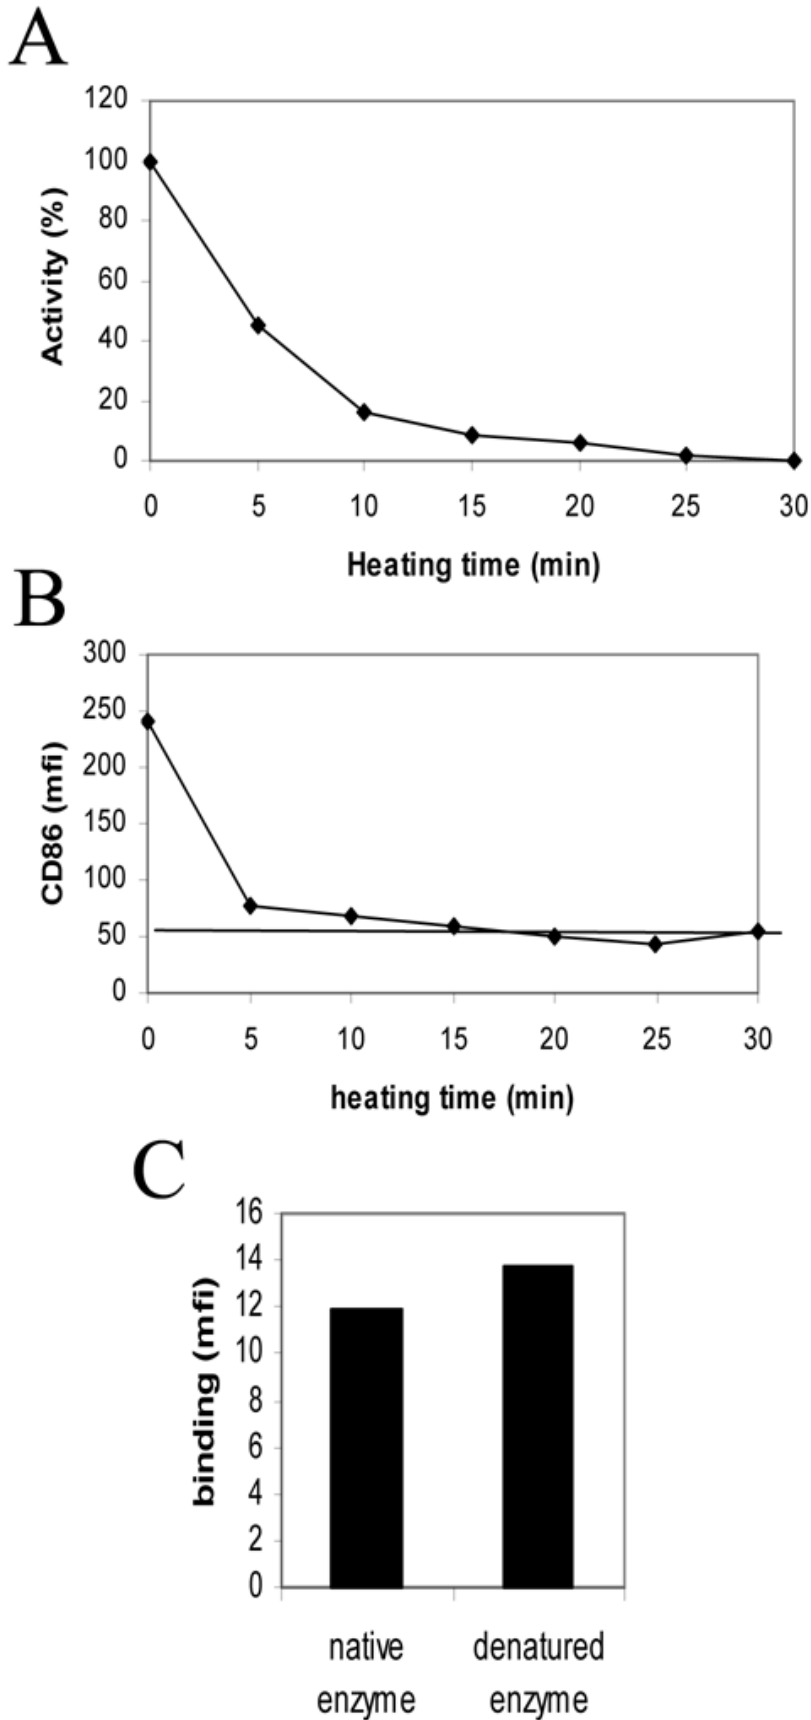 A
120
100
80
60
40
20
0
Activity (%)
0 5 10 15 20 25 30
Heating time (min)
B
300
250
200
150
100
50
0
CD86 (mfi)
0 5 10 15 20 25 30
heating time (min)
C
16
14
12
10
8
6
4
2
0
binding (mfi)
native denatured
enzyme enzyme